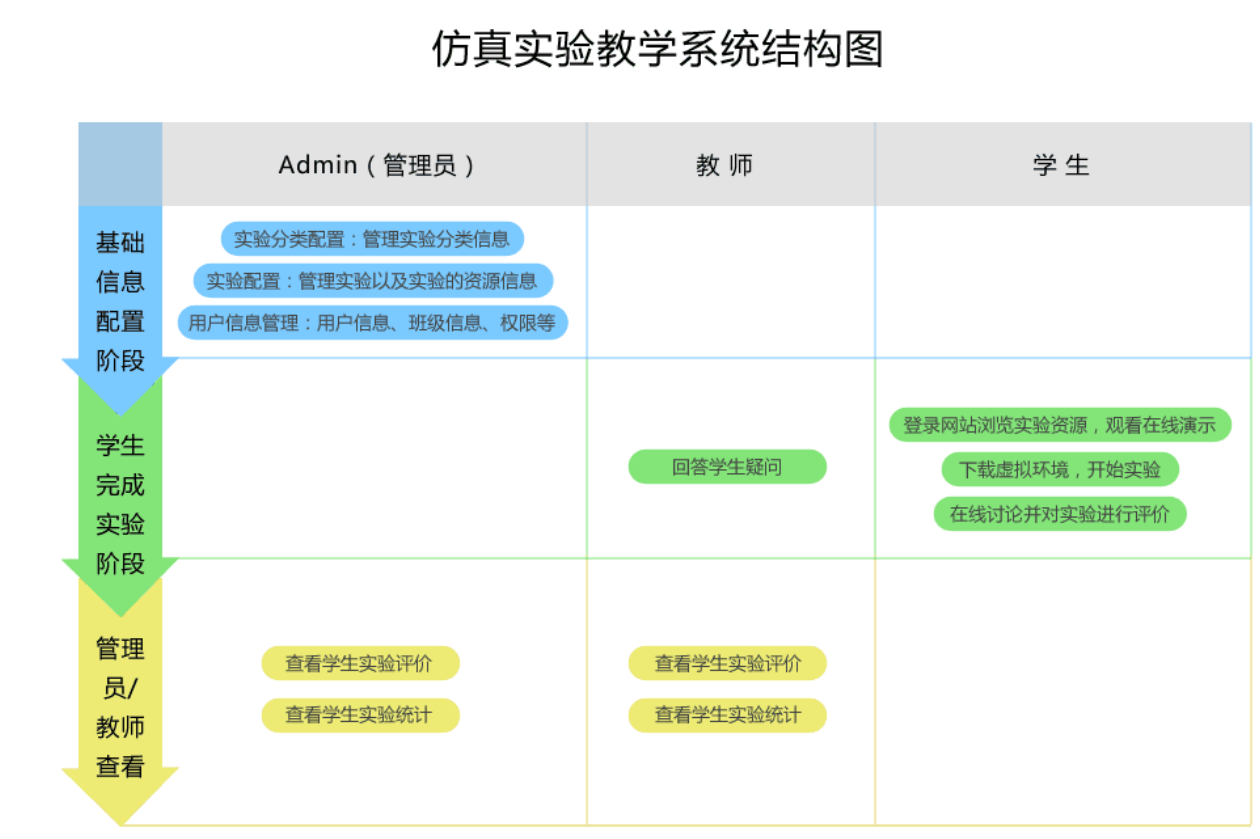 仿真实验教学系统结构图
Admin（管理员）
教 师
学 生
基础
信息
配置
阶段
实验分类配置：管理实验分类信息
实验配置：管理实验以及实验的资源信息
用户信息管理：用户信息、班级信息、权限等
学生
完成
实验
阶段
回答学生疑问
登录网站浏览实验资源，观看在线演示
下载虚拟环境，开始实验
在线讨论并对实验进行评价
管理
员/
教师
查看
查看学生实验评价
查看学生实验统计
查看学生实验评价
查看学生实验统计